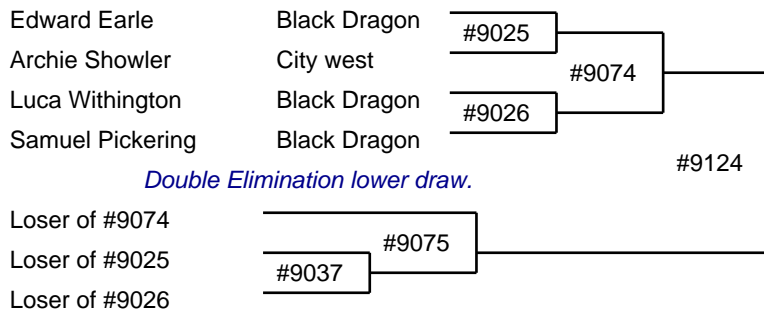 Edward Earle Black Dragon #9025
Archie Showler City west #9074
Luca Withington Black Dragon #9026
Samuel Pickering Black Dragon
#9124
Double Elimination lower draw.
Loser of #9074 #9075
Loser of #9025 #9037
Loser of #9026